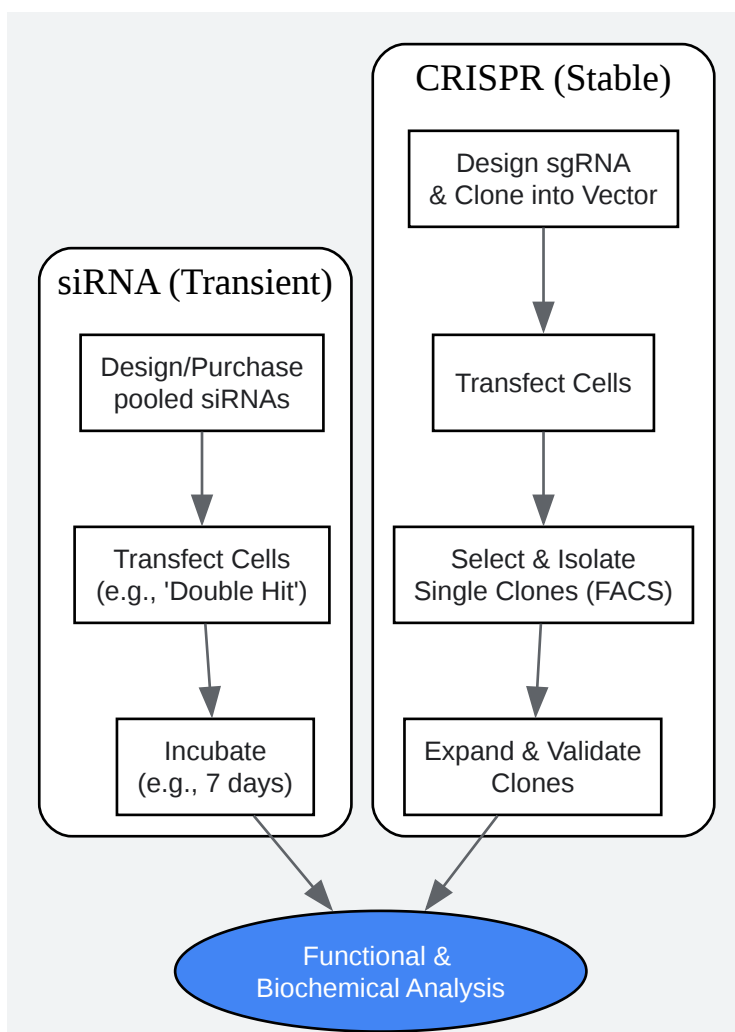 siRNA (Transient)
Design/Purchase
pooled siRNAs
Transfect Cells
(e.g., 'Double Hit')
Incubate
(e.g., 7 days)
CRISPR (Stable)
Design sgRNA
& Clone into Vector
Transfect Cells
Select & Isolate
Single Clones (FACS)
Expand & Validate
Clones
Functional &
Biochemical Analysis